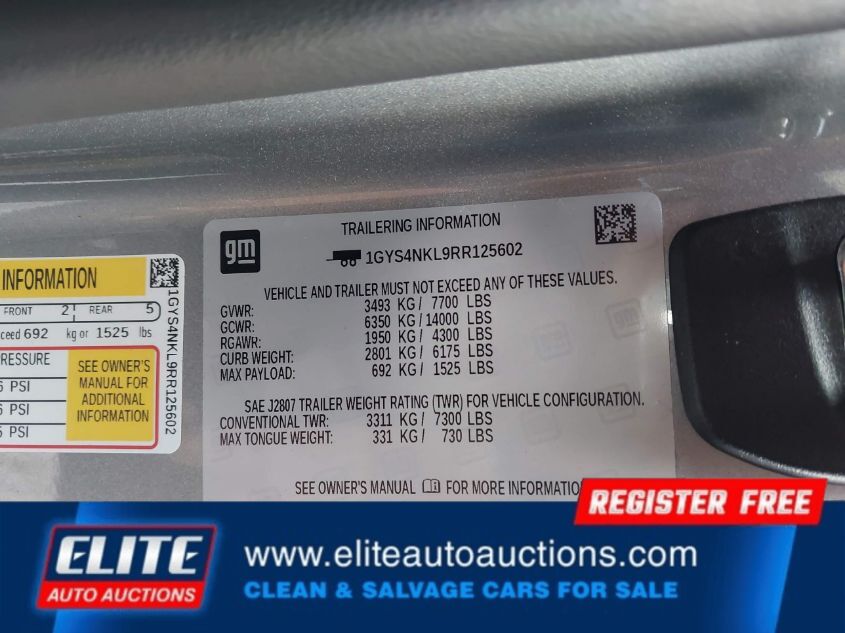 gm
TRAILERING INFORMATION
1GYS4NKL9RR125602
VEHICLE AND TRAILER MUST NOT EXCEED ANY OF THESE VALUES.
GVWR: 3493 KG/ 7700 LBS
GCWR: 6350 KG/14000 LBS
RGAWR: 1950 KG/ 4300 LBS
CURB WEIGHT: 2801 KG/ 6175 LBS
MAX PAYLOAD: 692 KG/ 1525 LBS
SAE J2807 TRAILER WEIGHT RATING (TWR) FOR VEHICLE CONFIGURATION.
CONVENTIONAL TWR: 3311 KG/ 7300 LBS
MAX TONGUE WEIGHT: 331 KG/ 730 LBS
SEE OWNER'S MANUAL FOR MORE INFORMATIO
INFORMATION
FRONT 2 REAR 5
ceed 692 kg or 1525 lbs
RESSURE
PSI
PSI
PSI
SEE OWNER'S
MANUAL FOR
ADDITIONAL
INFORMATION
1GYS4NKL9RR125602
REGISTER FREE
ELITE
AUTO AUCTIONS
www.eliteautoauctions.com
CLEAN & SALVAGE CARS FOR SALE